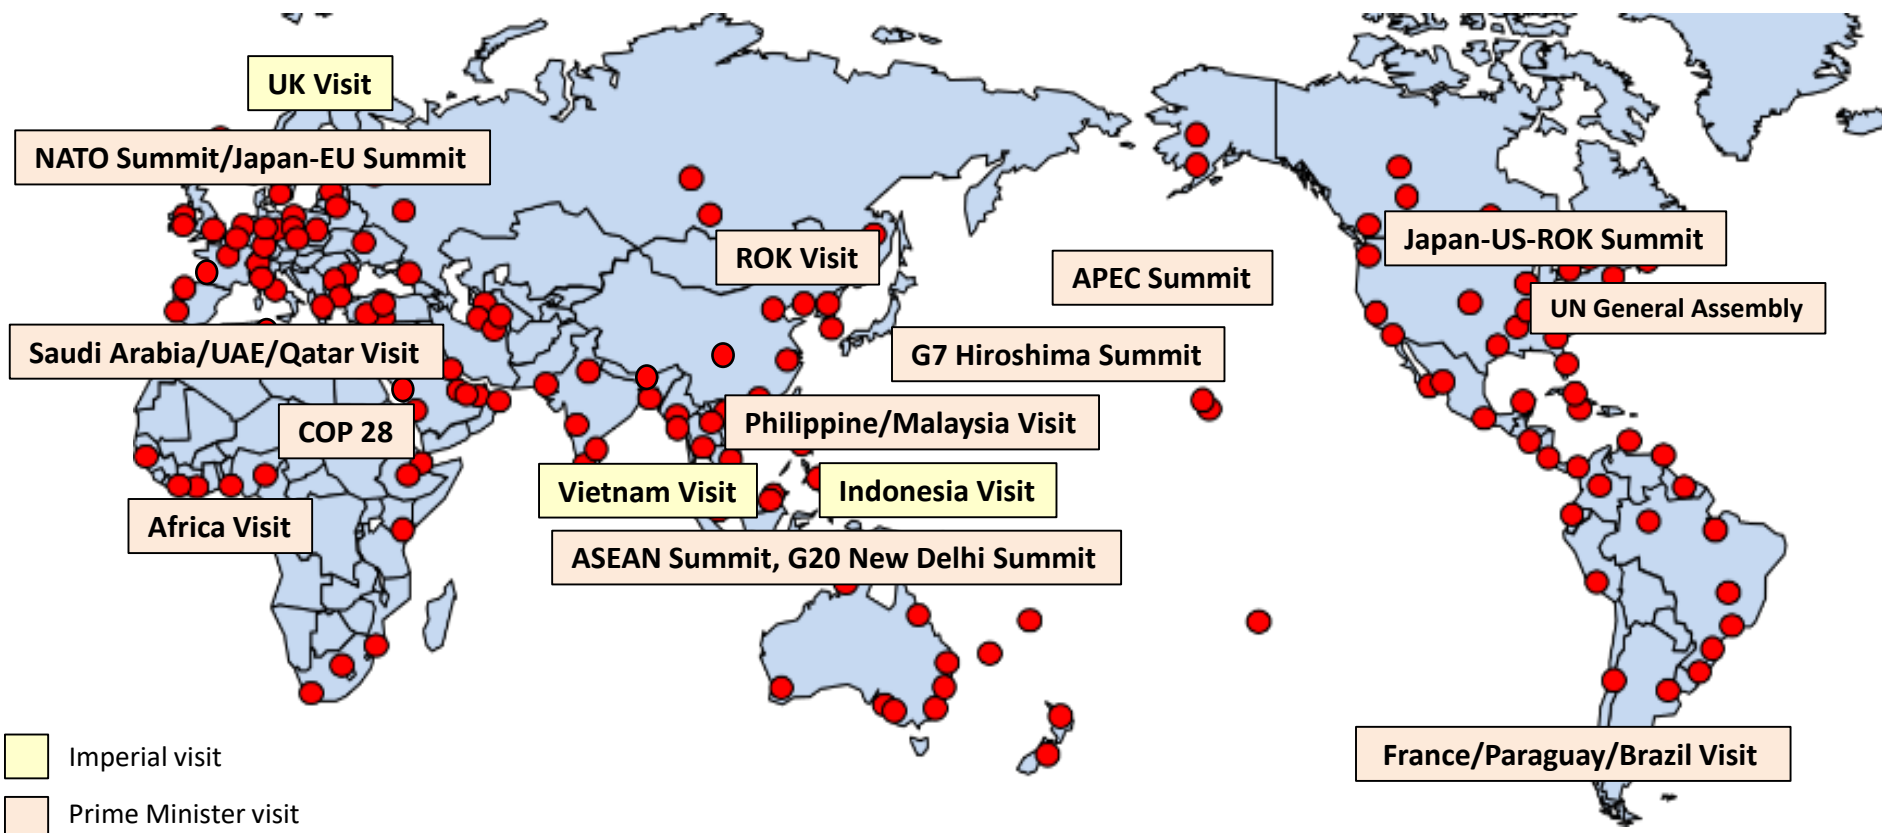 UK Visit
NATO Summit/Japan-EU Summit
Japan-US-ROK Summit
ROK Visit
APEC Summit
UN General Assembly
Saudi Arabia/UAE/Qatar Visit
G7 Hiroshima Summit
COP 28
Philippine/Malaysia Visit
Vietnam Visit
Indonesia Visit
Africa Visit
ASEAN Summit, G20 New Delhi Summit
France/Paraguay/Brazil Visit
Imperial visit
Prime Minister visit